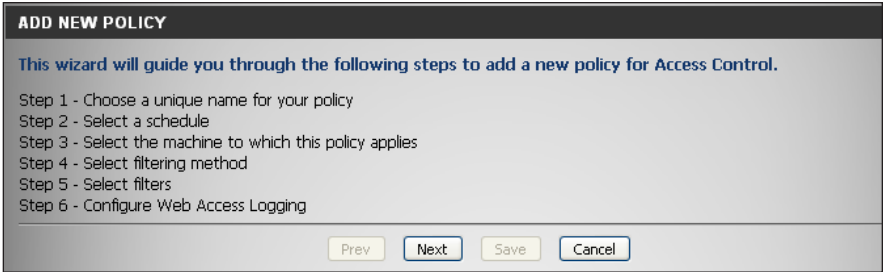 ADD NEW POLICY
This wizard will guide you through the following steps to add a new policy for Access Control.
Step 1 - Choose a unique name for your policy
Step 2 - Select a schedule
Step 3 - Select the machine to which this policy applies
Step 4 - Select filtering method
Step 5 - Select filters
Step 6 - Configure Web Access Logging
Prev Next Save Cancel